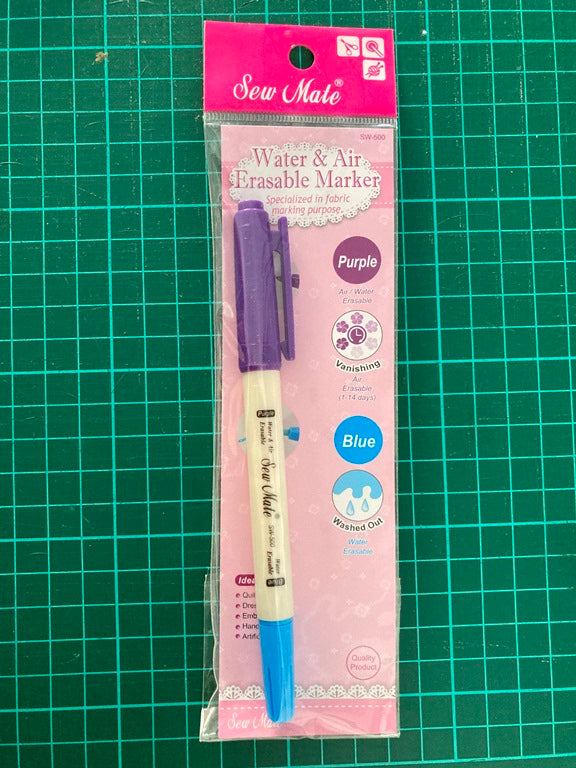 Sew Mate®
SW-500
Water & Air
Erasable Marker
Specialized in fabric
marking purpose.
Purple
Air / Water
Erasable
Vanishing
Air
Erasable
(1-14 days)
Blue
Washed Out
Water
Erasable
Purple
Water & Air
Erasable
Sew Mate®
SW-500
Water
Erasable
Blue
Quality
Product
Sew